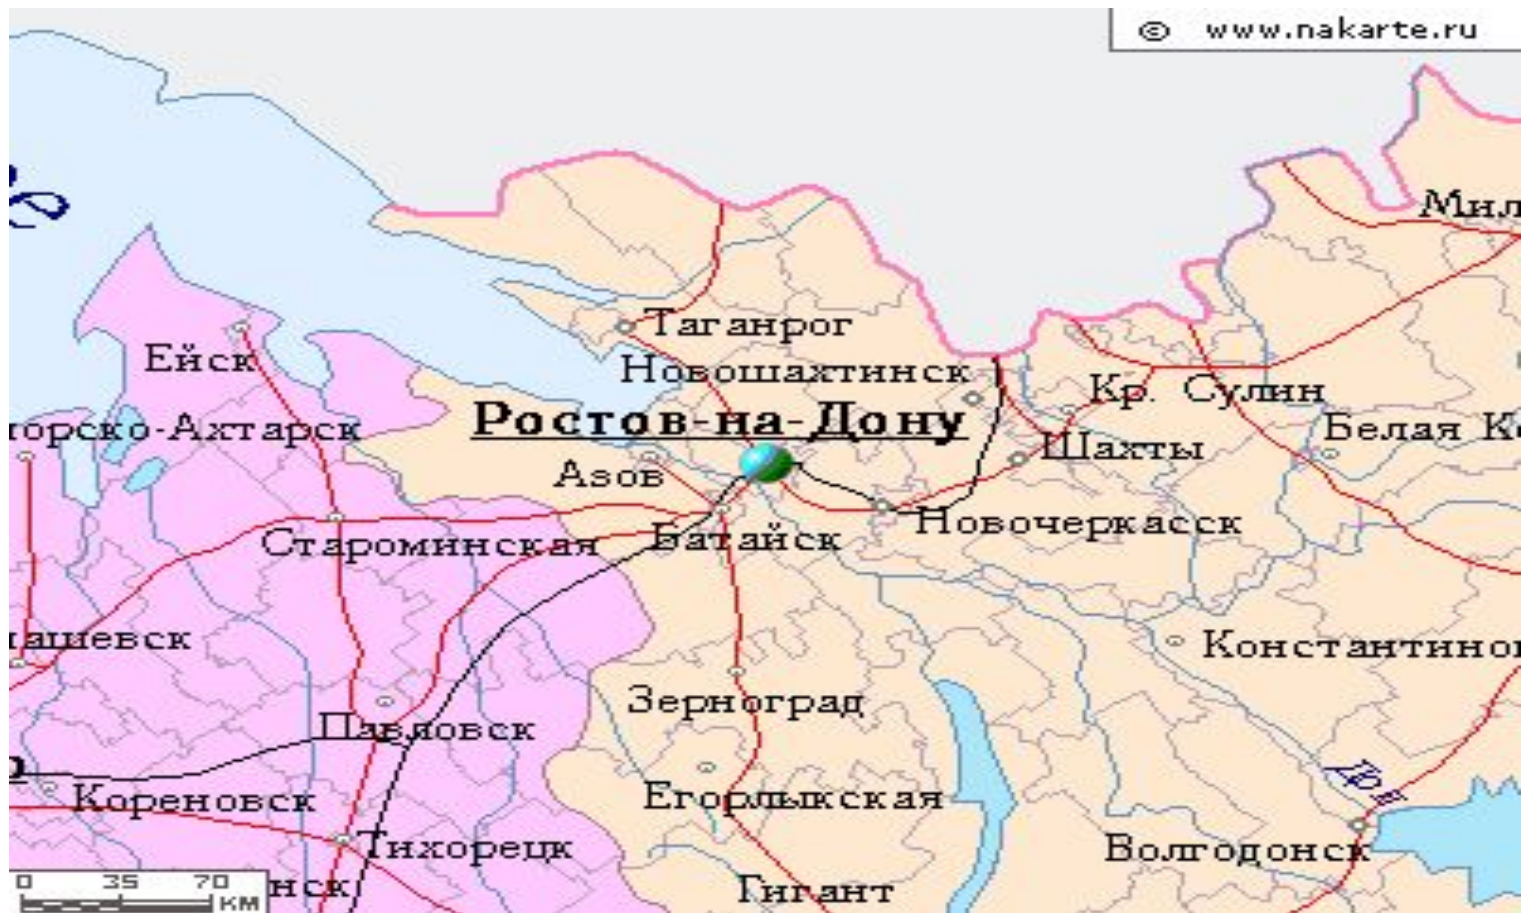 © www.nakarte.ru
Мил
Таганрог
Ейск
Новошахтинск
Кр. Сулин
Ростов-на-Дону
орско-Ахтарск
Белая К
Шахты
Азов
Новочеркасск
Староминская
Батайск
ашевск
Константинов
Зерноград
Павловск
Дон
Кореновск
Егорлыкская
Тихорецк
Волгодонск
0 35 70
КМ
нск
Гигант